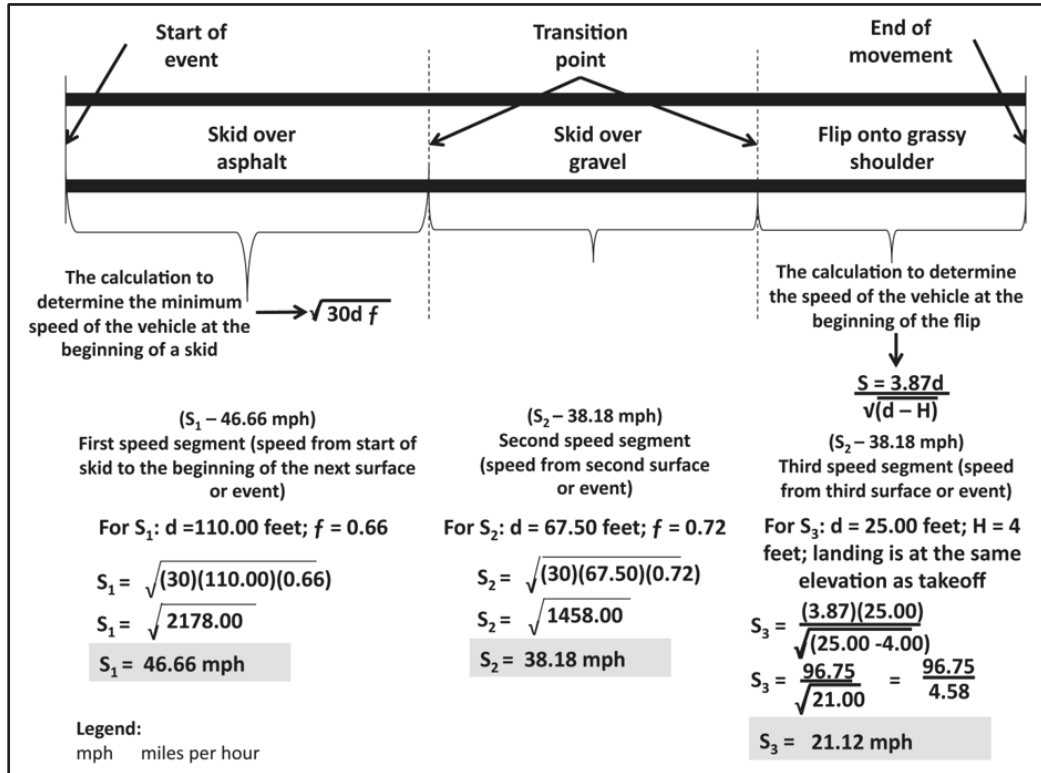 Start of
event
Transition
point
End of
movement
Skid over
asphalt
Skid over
gravel
Flip onto grassy
shoulder
The calculation to
determine the minimum
speed of the vehicle at the
beginning of a skid
√30d f
The calculation to determine
the speed of the vehicle at the
beginning of the flip
S = 3.87d
√(d – H)
(S₁ – 46.66 mph)
First speed segment (speed from start of
skid to the beginning of the next surface
or event)
For S₁: d =110.00 feet; f = 0.66
S₁ = √(30)(110.00)(0.66)
S₁ = √2178.00
S₁ = 46.66 mph
(S₂ – 38.18 mph)
Second speed segment
(speed from second surface
or event)
For S₂: d = 67.50 feet; f = 0.72
S₂ = √(30)(67.50)(0.72)
S₂ = √1458.00
S₂ = 38.18 mph
(S₂ – 38.18 mph)
Third speed segment (speed
from third surface or event)
For S₃: d = 25.00 feet; H = 4
feet; landing is at the same
elevation as takeoff
S₃ = (3.87)(25.00)
√(25.00 -4.00)
S₃ = 96.75 = 96.75
√21.00 4.58
S₃ = 21.12 mph
Legend:
mph miles per hour